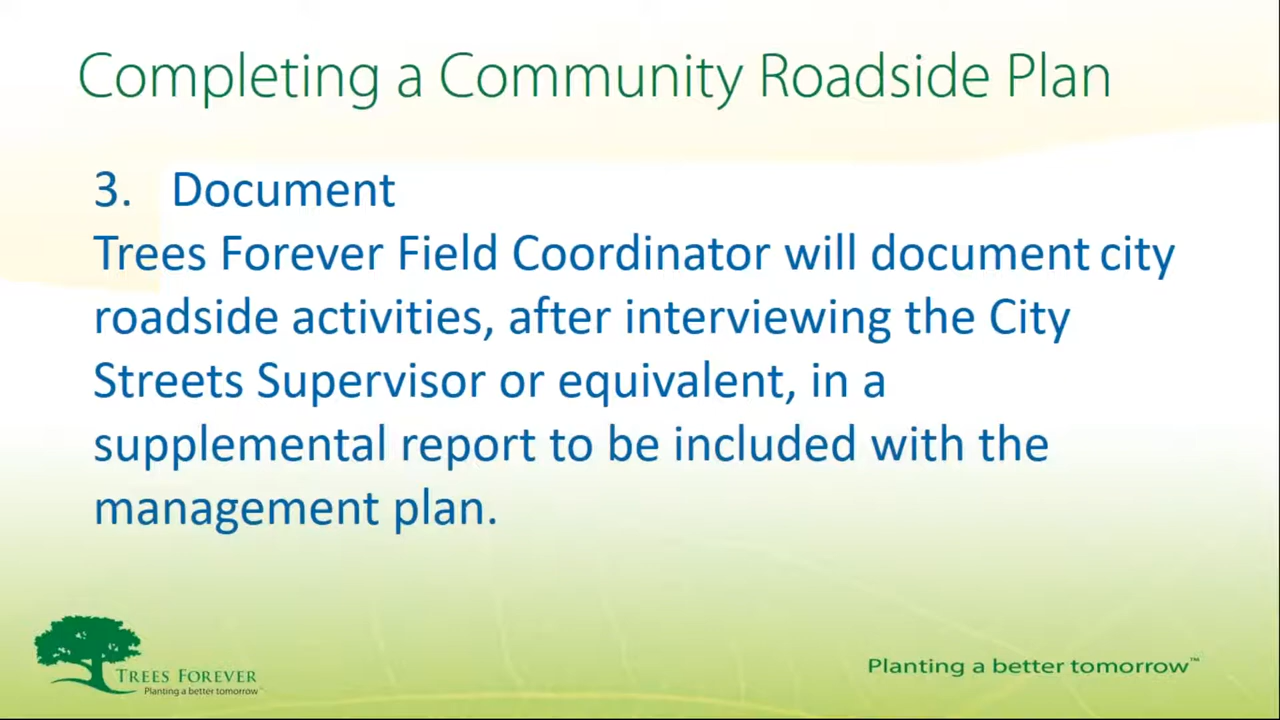 Completing a Community Roadside Plan
3. Document
Trees Forever Field Coordinator will document city
roadside activities, after interviewing the City
Streets Supervisor or equivalent, in a
supplemental report to be included with the
management plan.
TREES FOREVER
Planting a better tomorrow™
Planting a better tomorrow™